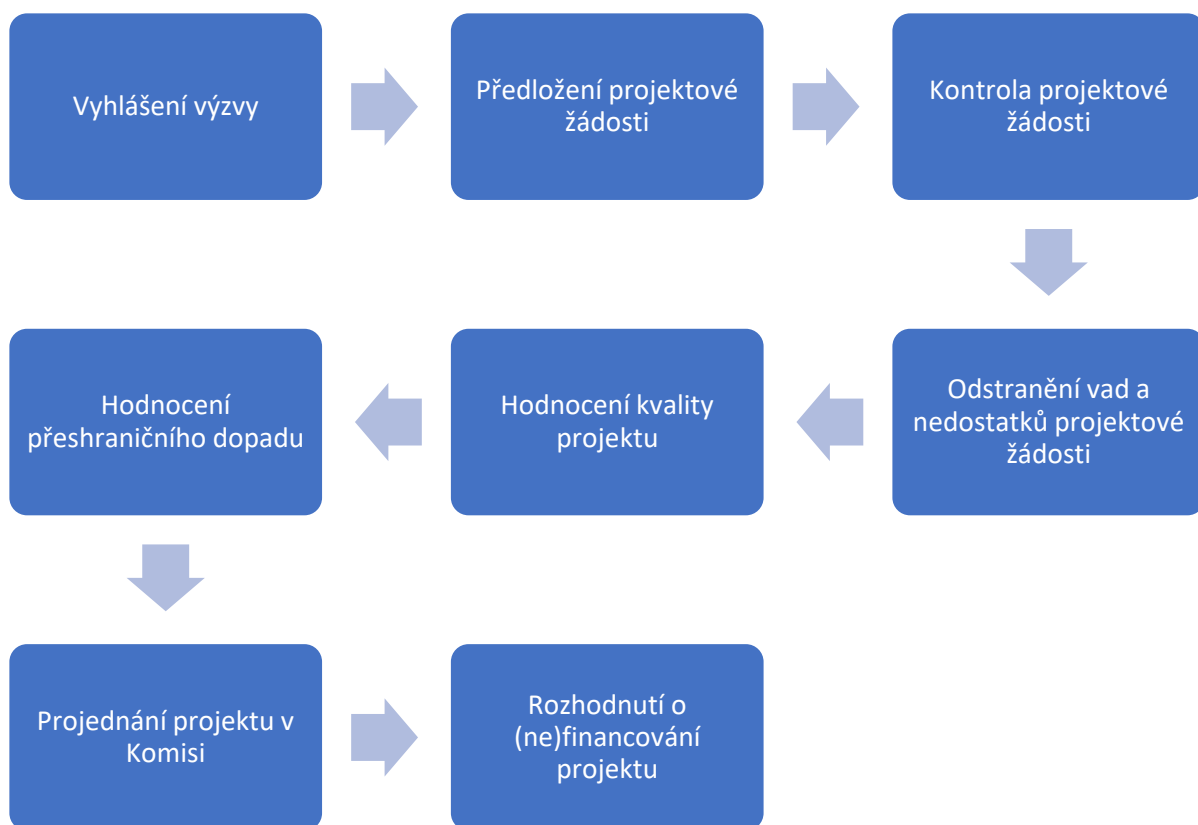 Vyhlášení výzvy
Předložení projektové
žádosti
Kontrola projektové
žádosti
Odstranění vad a
nedostatků projektové
žádosti
Hodnocení kvality
projektu
Hodnocení
přeshraničního dopadu
Projednání projektu v
Komisi
Rozhodnutí o
(ne)financování
projektu